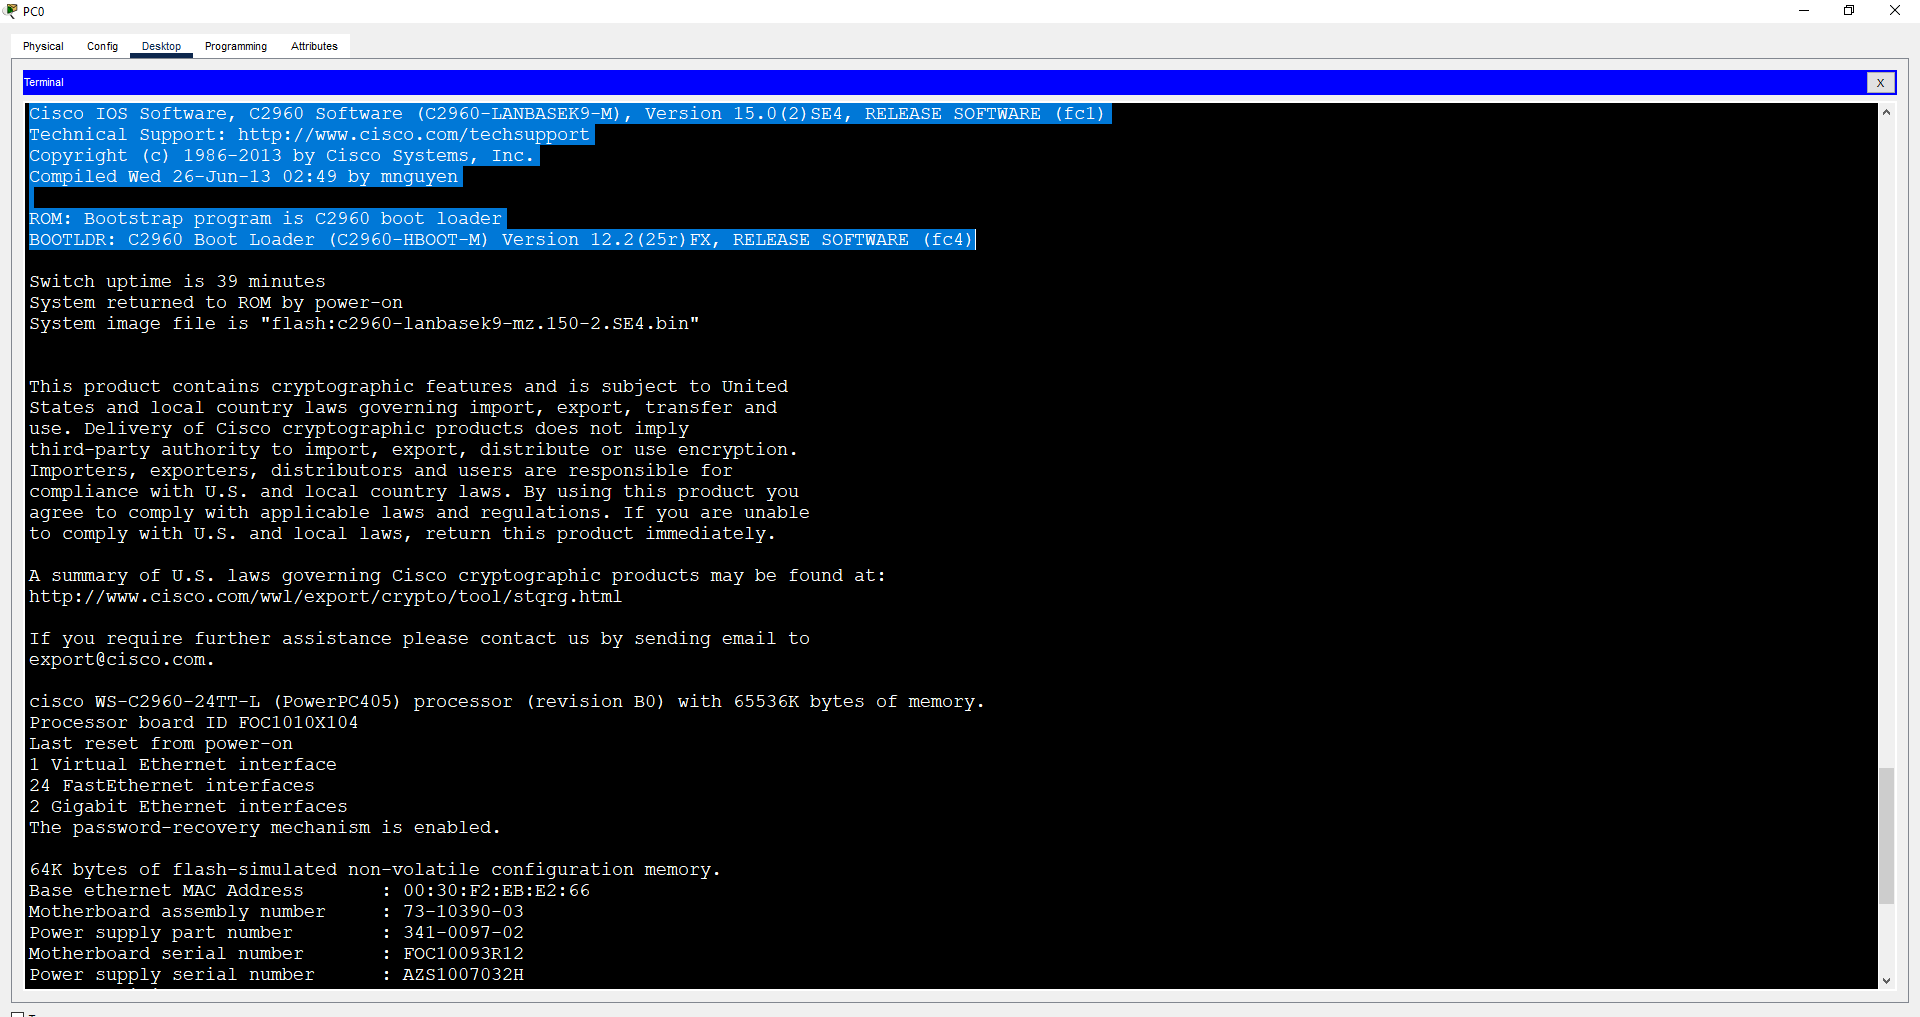 PC0
Physical Config Desktop Programming Attributes
Terminal X
Cisco IOS Software, C2960 Software (C2960-LANBASEK9-M), Version 15.0(2)SE4, RELEASE SOFTWARE (fc1)
Technical Support: http://www.cisco.com/techsupport
Copyright (c) 1986-2013 by Cisco Systems, Inc.
Compiled Wed 26-Jun-13 02:49 by mnguyen
ROM: Bootstrap program is C2960 boot loader
BOOTLDR: C2960 Boot Loader (C2960-HBOOT-M) Version 12.2(25r)FX, RELEASE SOFTWARE (fc4)
Switch uptime is 39 minutes
System returned to ROM by power-on
System image file is "flash:c2960-lanbasek9-mz.150-2.SE4.bin"
This product contains cryptographic features and is subject to United
States and local country laws governing import, export, transfer and
use. Delivery of Cisco cryptographic products does not imply
third-party authority to import, export, distribute or use encryption.
Importers, exporters, distributors and users are responsible for
compliance with U.S. and local country laws. By using this product you
agree to comply with applicable laws and regulations. If you are unable
to comply with U.S. and local laws, return this product immediately.
A summary of U.S. laws governing Cisco cryptographic products may be found at:
http://www.cisco.com/wwl/export/crypto/tool/stqrg.html
If you require further assistance please contact us by sending email to
export@cisco.com.
cisco WS-C2960-24TT-L (PowerPC405) processor (revision B0) with 65536K bytes of memory.
Processor board ID FOC1010X104
Last reset from power-on
1 Virtual Ethernet interface
24 FastEthernet interfaces
2 Gigabit Ethernet interfaces
The password-recovery mechanism is enabled.
64K bytes of flash-simulated non-volatile configuration memory.
Base ethernet MAC Address : 00:30:F2:EB:E2:66
Motherboard assembly number : 73-10390-03
Power supply part number : 341-0097-02
Motherboard serial number : FOC10093R12
Power supply serial number : AZS1007032H